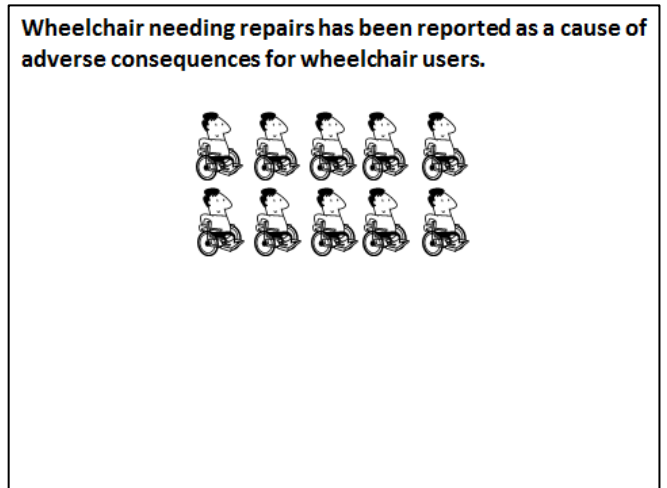 Wheelchair needing repairs has been reported as a cause of
adverse consequences for wheelchair users.